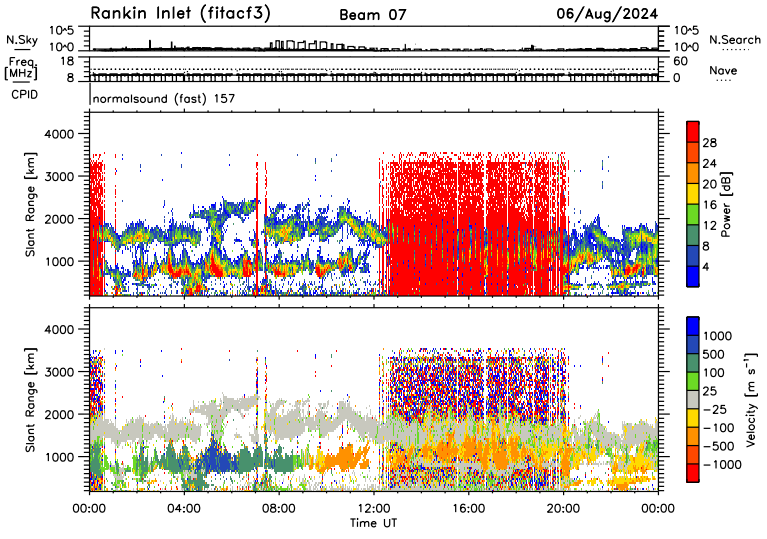 Rankin Inlet (fitacf3) Beam 07 06/Aug/2024
N.Sky 10^5 10^0 10^5 10^0 N.Search
Freq. [MHz] 18 8 60 0 Nave
CPID normalsound (fast) 157
Slant Range [km] 4000 3000 2000 1000
Power [dB] 28 24 20 16 12 8 4
Slant Range [km] 4000 3000 2000 1000
Velocity [m s⁻¹] 1000 500 100 25 −25 −100 −500 −1000
00:00 04:00 08:00 12:00 16:00 20:00 00:00
Time UT